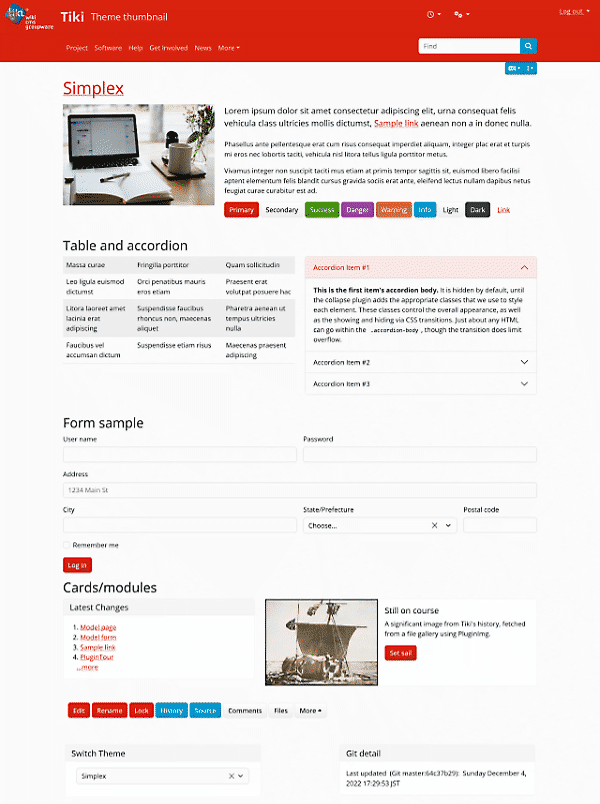 tiki wiki cms groupware
Tiki Theme thumbnail
Log out
Project Software Help Get Involved News More
Find
Simplex
Lorem ipsum dolor sit amet consectetur adipiscing elit, urna consequat felis
vehicula class ultricies mollis dictumst, Sample link aenean non a in donec nulla.
Phasellus ante pellentesque erat cum risus consequat imperdiet aliquam, integer plac erat et turpis
mi eros nec lobortis taciti, vehicula nisl litora tellus ligula porttitor metus.
Vivamus integer non suscipit taciti mus etiam at primis tempor sagittis sit, euismod libero facilisi
aptent elementum felis blandit cursus gravida sociis erat ante, eleifend lectus nullam dapibus netus
feugiat curae curabitur est ad.
Primary Secondary Success Danger Warning Info Light Dark Link
Table and accordion
Massa curae Fringilla porttitor Quam sollicitudin
Leo ligula euismod dictumst
Orci penatibus mauris eros etiam
Praesent erat volutpat posuere hac
Litora laoreet amet lacinia erat adipiscing
Suspendisse faucibus rhoncus non, maecenas aliquet
Pharetra aenean ut tempus ultricies nulla
Faucibus vel accumsan dictum
Suspendisse etiam risus
Maecenas praesent adipiscing
Accordion Item #1
This is the first item's accordion body. It is hidden by default, until
the collapse plugin adds the appropriate classes that we use to style
each element. These classes control the overall appearance, as well
as the showing and hiding via CSS transitions. Just about any HTML
can go within the .accordion-body, though the transition does limit
overflow.
Accordion Item #2
Accordion Item #3
Form sample
User name Password
Address
1234 Main St
City State/Prefecture Postal code
Choose...
Remember me
Log in
Cards/modules
Latest Changes
1. Model page
2. Model form
3. Sample link
4. PluginTour
...more
Still on course
A significant image from Tiki's history, fetched
from a file gallery using PluginImg.
Set sail
Edit Rename Lock History Source Comments Files More
Switch Theme
Simplex
Git detail
Last updated (Git master:64c37b29): Sunday December 4,
2022 17:29:53 JST